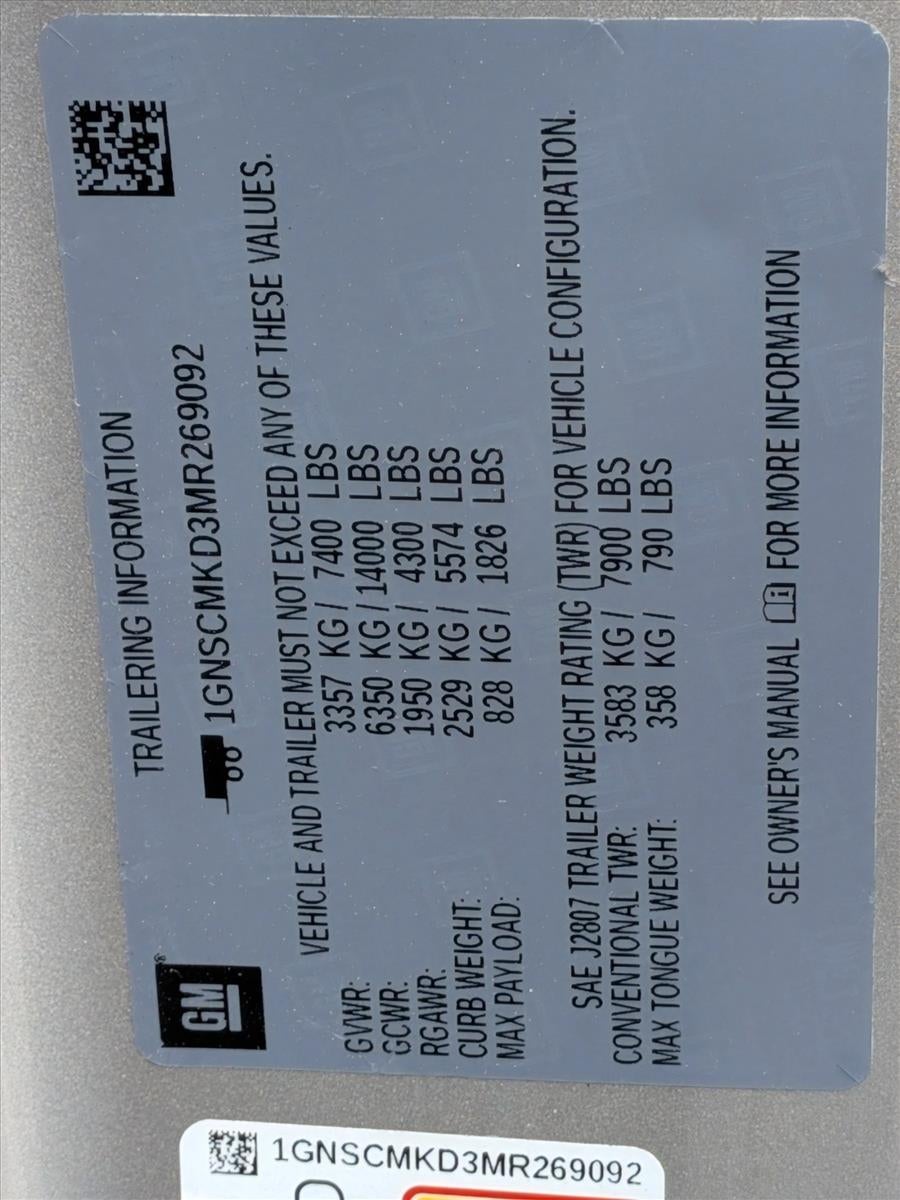 TRAILERING INFORMATION
1GNSCMKD3MR269092
GM®
VEHICLE AND TRAILER MUST NOT EXCEED ANY OF THESE VALUES.
GVWR: 3357 KG / 7400 LBS
GCWR: 6350 KG / 14000 LBS
RGAWR: 1950 KG / 4300 LBS
CURB WEIGHT: 2529 KG / 5574 LBS
MAX PAYLOAD: 828 KG / 1826 LBS
SAE J2807 TRAILER WEIGHT RATING (TWR) FOR VEHICLE CONFIGURATION.
CONVENTIONAL TWR: 3583 KG / 7900 LBS
MAX TONGUE WEIGHT: 358 KG / 790 LBS
SEE OWNER'S MANUAL FOR MORE INFORMATION
1GNSCMKD3MR269092